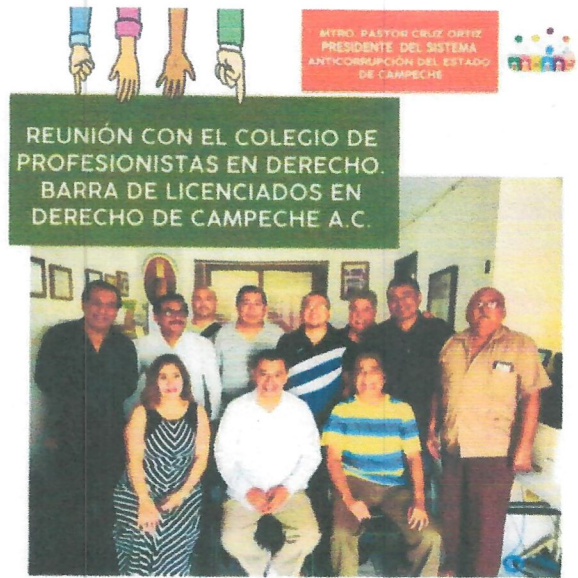 MTRO. PASTOR CRUZ ORTIZ
PRESIDENTE DEL SISTEMA
ANTICORRUPCIÓN DEL ESTADO
DE CAMPECHE
REUNIÓN CON EL COLEGIO DE
PROFESIONISTAS EN DERECHO.
BARRA DE LICENCIADOS EN
DERECHO DE CAMPECHE A.C.